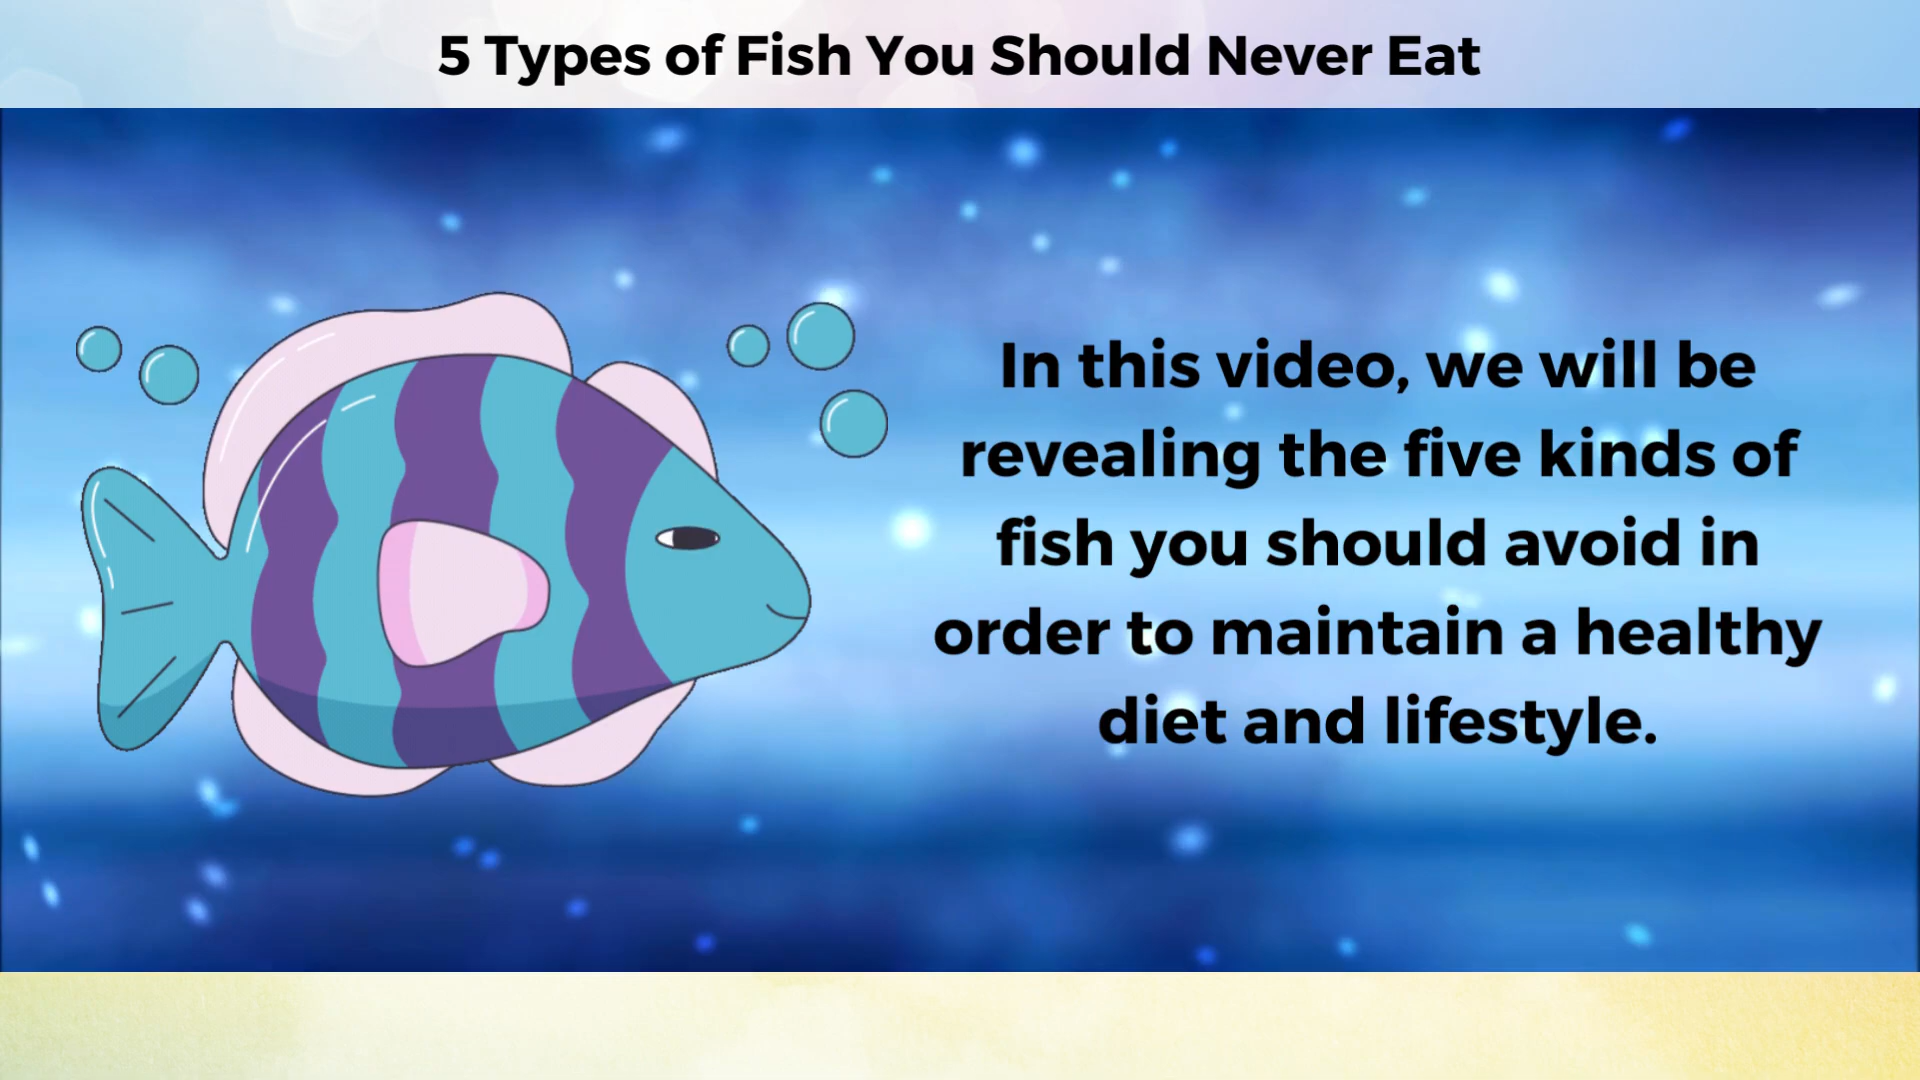 5 Types of Fish You Should Never Eat
In this video, we will be
revealing the five kinds of
fish you should avoid in
order to maintain a healthy
diet and lifestyle.